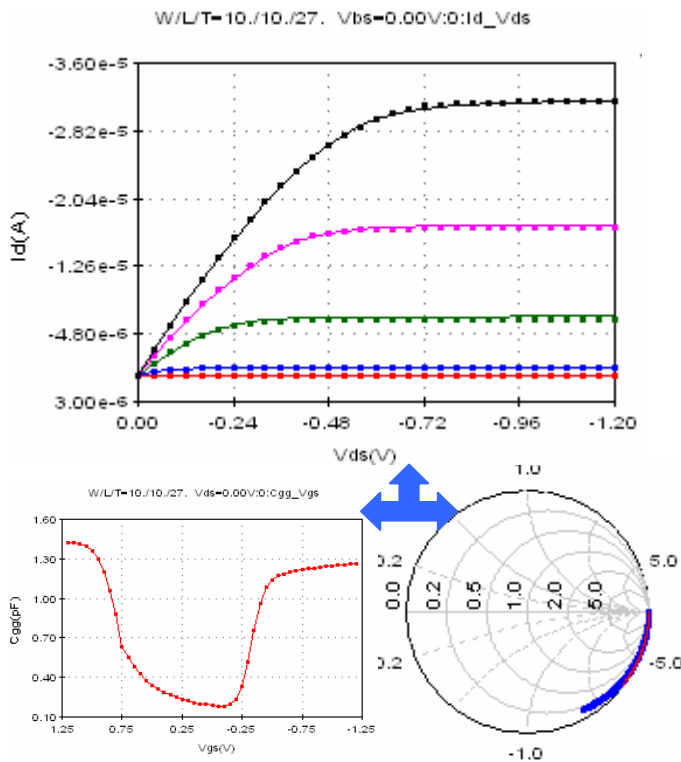 W/L/T=10./10./27. Vbs=0.00V:0:Id_Vds
-3.60e-5
-2.82e-5
-2.04e-5
-1.26e-5
-4.80e-6
3.00e-6
Id(A)
0.00 -0.24 -0.48 -0.72 -0.96 -1.20
Vds(V)
W/L/T=10./10./27. Vds=0.00V:0:Cgg_Vgs
1.60
1.30
1.00
0.70
0.40
0.10
Cgg(pF)
1.25 0.75 0.25 -0.25 -0.75 -1.25
Vgs(V)
1.0
0.2 5.0
0.0 0.2 0.5 1.0 2.0 5.0
0.2 -5.0
-1.0